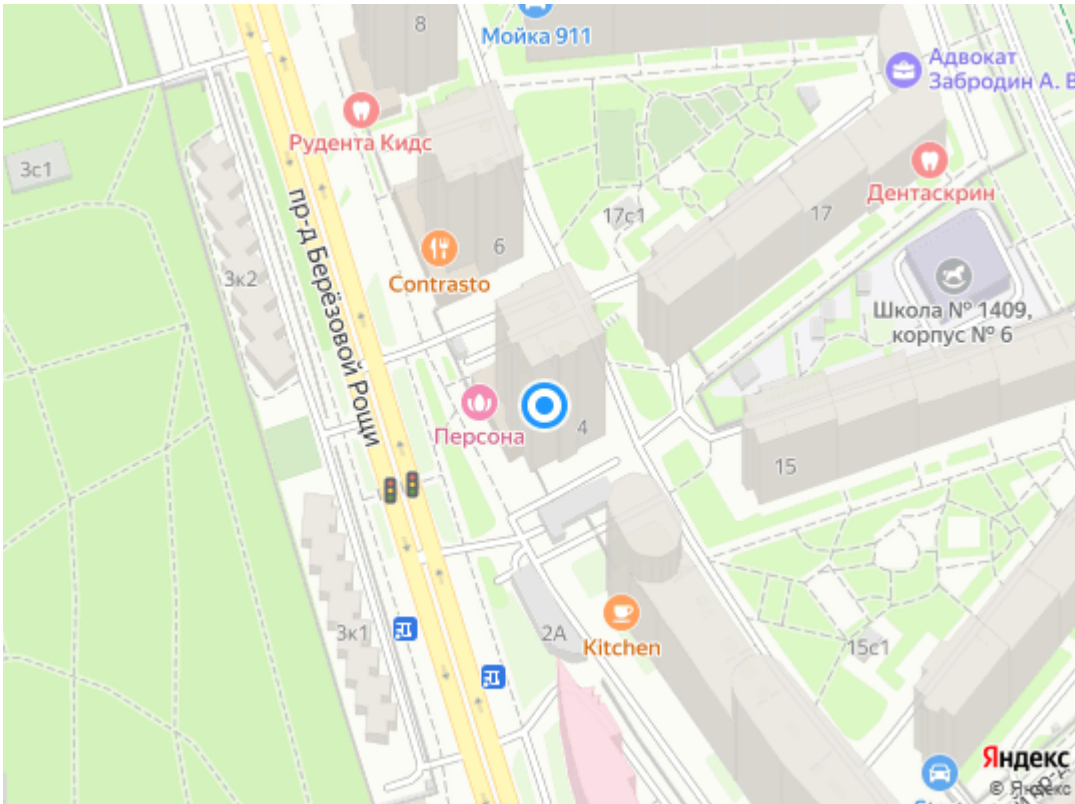 8
Мойка 911
Адвокат
Забродин А. В
Рудента Кидс
3с1
Дентаскрин
17с1
17
6
3к2
Contrasto
пр-д Берёзовой Рощи
Школа № 1409,
корпус № 6
Персона
4
15
2А
3к1
Kitchen
15с1
Яндекс
© Яндекс